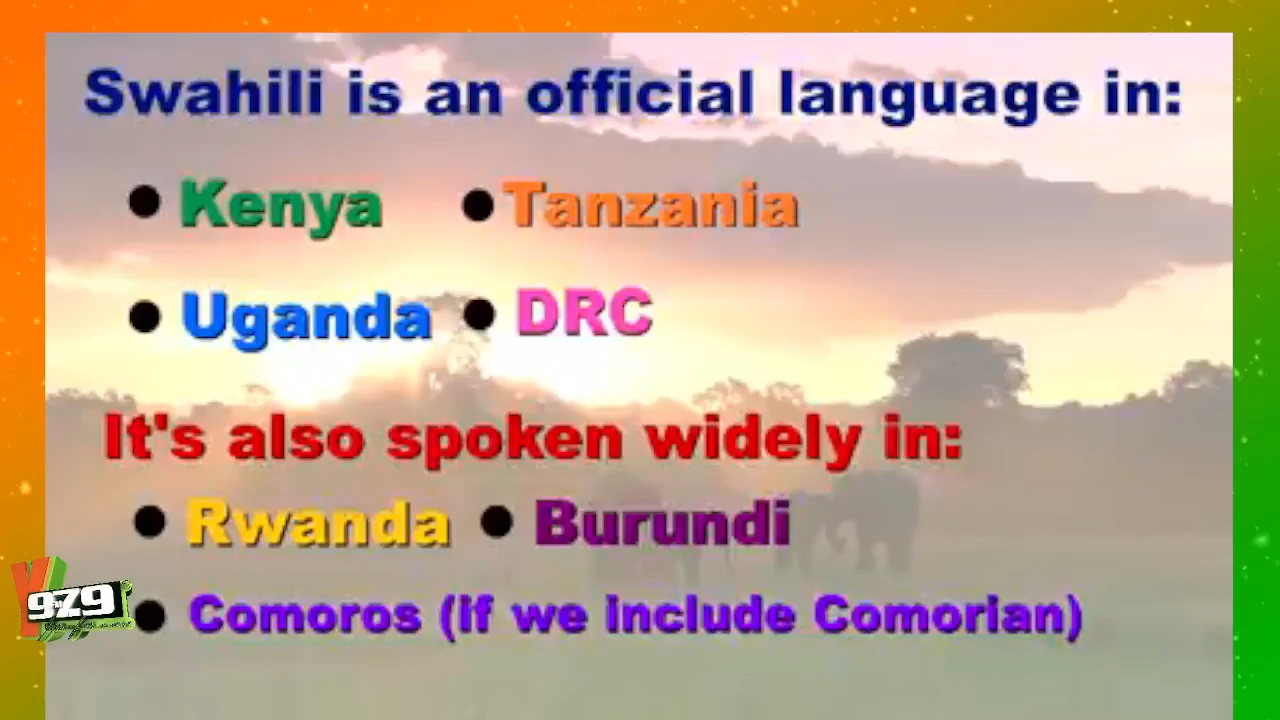 Swahili is an official language in:
• Kenya • Tanzania
• Uganda • DRC
It's also spoken widely in:
• Rwanda • Burundi
• Comoros (if we include Comorian)
979